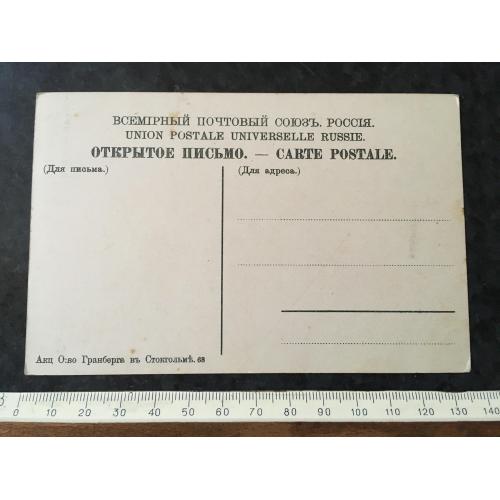 ВСЕМІРНЫЙ ПОЧТОВЫЙ СОЮЗЪ. РОССІЯ.
UNION POSTALE UNIVERSELLE RUSSIE.
ОТКРЫТОЕ ПИСЬМО. — CARTE POSTALE.
(Для письма.)
(Для адреса.)
Акц О-во Гранберга въ Стокгольмѣ. 68
0 10 20 30 40 50 60 70 80 90 100 110 120 130 140